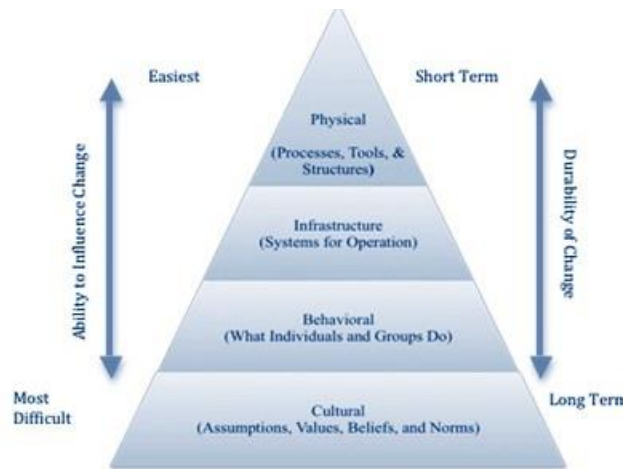 Easiest
Short Term
Physical
(Processes, Tools, &
Structures)
Ability to Influence Change
Durability of Change
Infrastructure
(Systems for Operation)
Behavioral
(What Individuals and Groups Do)
Most
Difficult
Long Term
Cultural
(Assumptions, Values, Beliefs, and Norms)